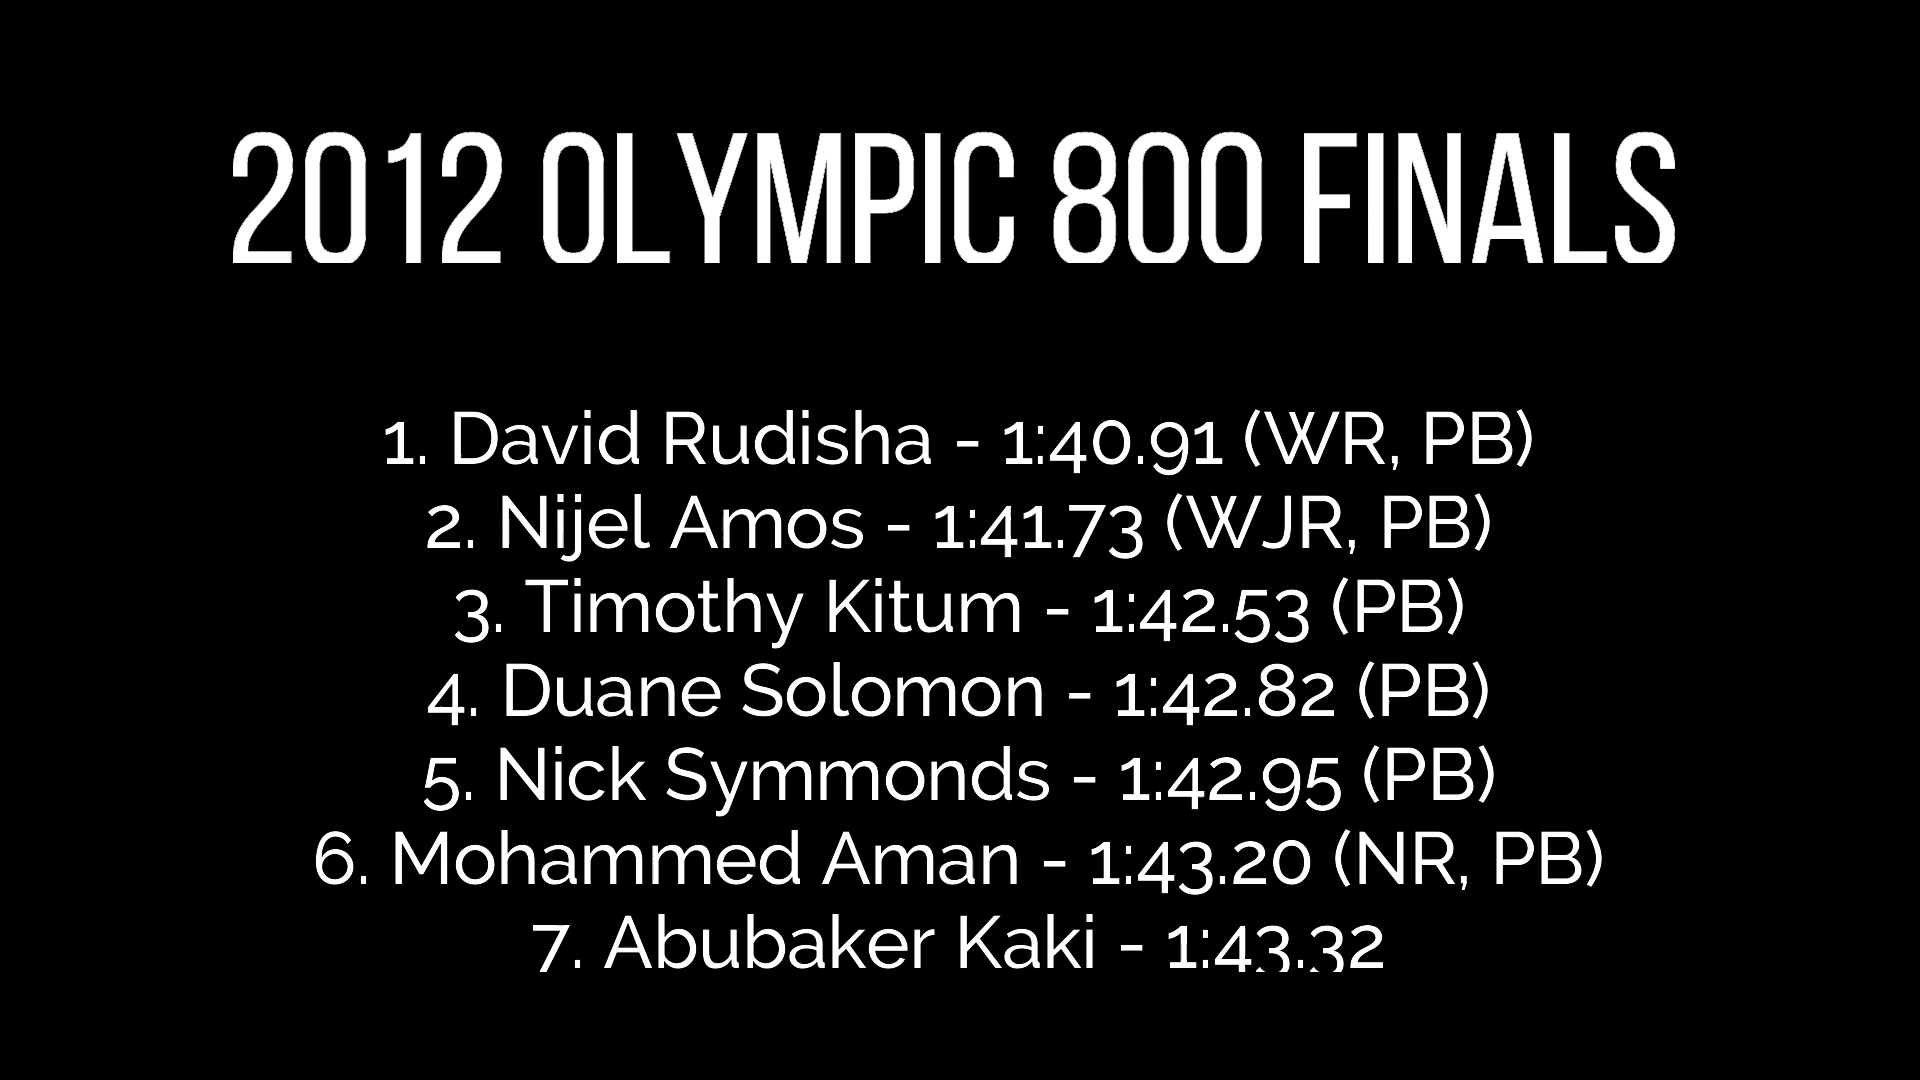 2012 OLYMPIC 800 FINALS
1. David Rudisha - 1:40.91 (WR, PB)
2. Nijel Amos - 1:41.73 (WJR, PB)
3. Timothy Kitum - 1:42.53 (PB)
4. Duane Solomon - 1:42.82 (PB)
5. Nick Symmonds - 1:42.95 (PB)
6. Mohammed Aman - 1:43.20 (NR, PB)
7. Abubaker Kaki - 1:43.32